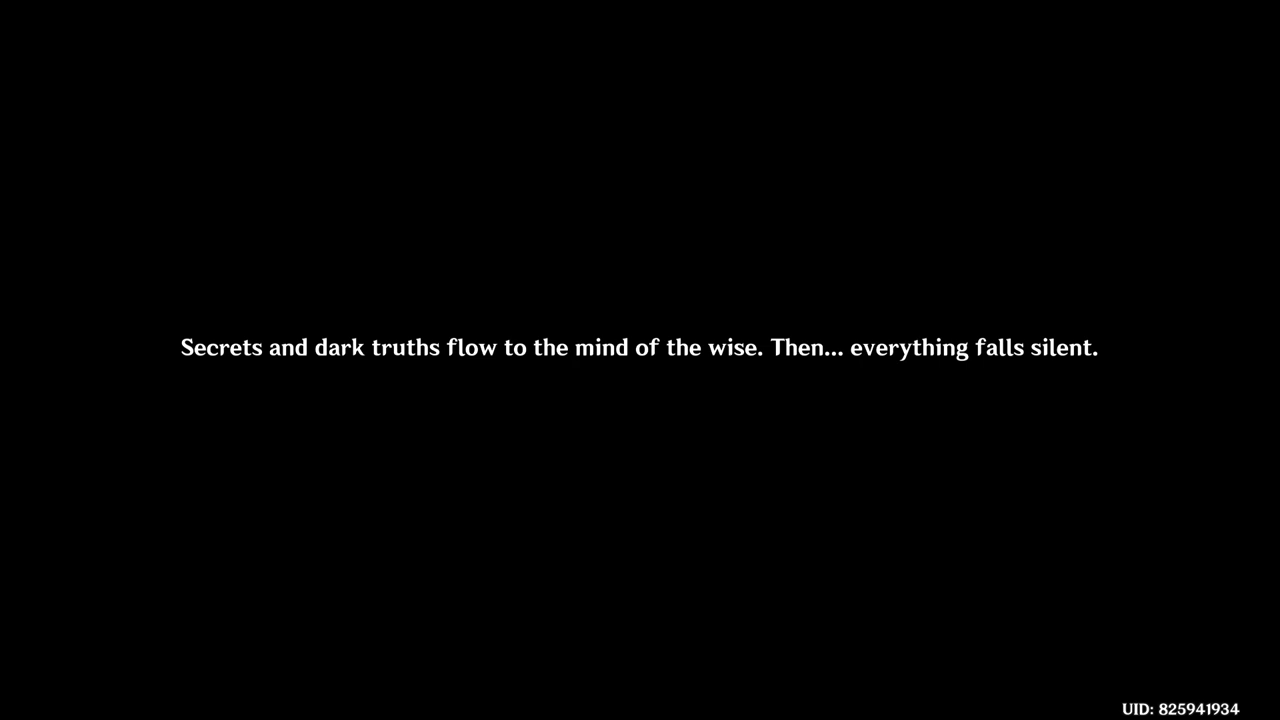 Secrets and dark truths flow to the mind of the wise. Then... everything falls silent.
UID: 825941934